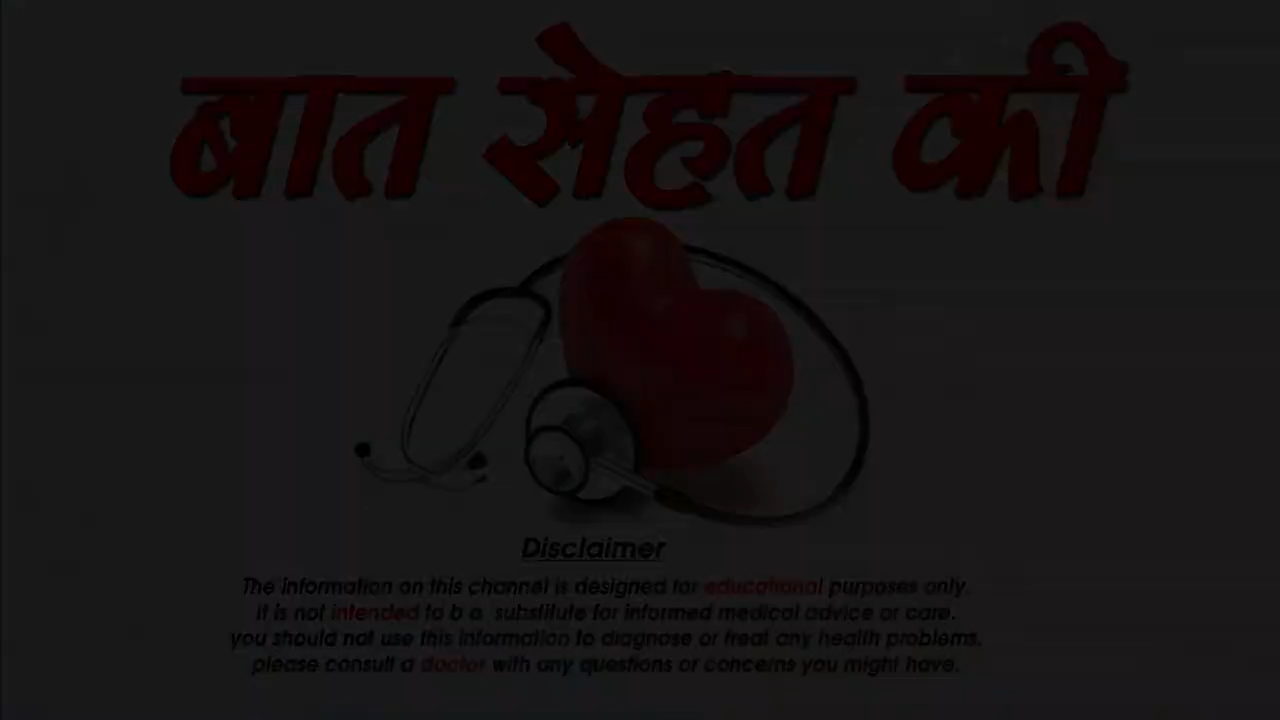 बात सेहत की
Disclaimer
The information on this channel is designed for educational purposes only.
it is not intended to b a substitute for informed medical advice or care.
you should not use this information to diagnose or treat any health problems.
please consult a doctor with any questions or concerns you might have.